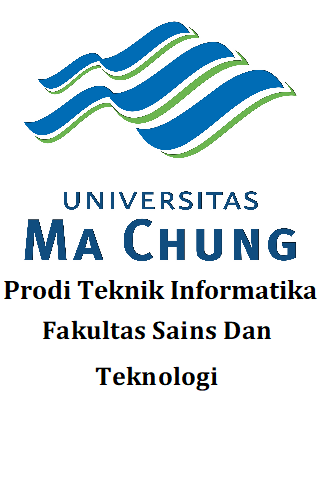 UNIVERSITAS
MA CHUNG
Prodi Teknik Informatika
Fakultas Sains Dan
Teknologi